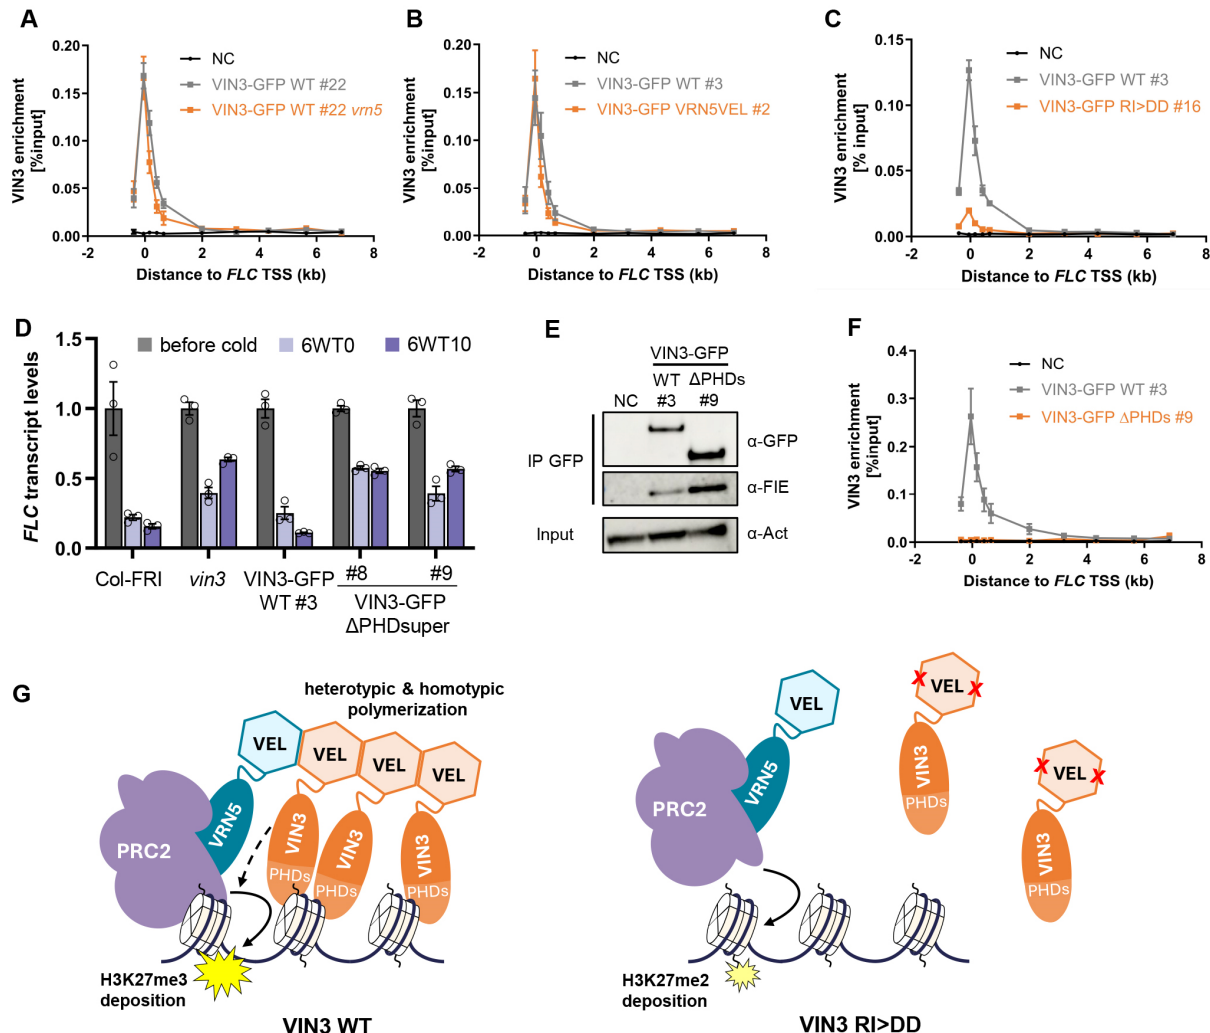 A
NC
VIN3-GFP WT #22
VIN3-GFP WT #22 vrn5
VIN3 enrichment
[%input]
0.20
0.15
0.10
0.05
0.00
-2
0
2
4
6
8
Distance to FLC TSS (kb)
B
NC
VIN3-GFP WT #3
VIN3-GFP VRN5VEL #2
VIN3 enrichment
[%input]
0.20
0.15
0.10
0.05
0.00
-2
0
2
4
6
8
Distance to FLC TSS (kb)
C
NC
VIN3-GFP WT #3
VIN3-GFP RI>DD #16
VIN3 enrichment
[% input]
0.15
0.10
0.05
0.00
-2
0
2
4
6
8
Distance to FLC TSS (kb)
D
before cold
6WT0
6WT10
FLC transcript levels
1.5
1.0
0.5
0.0
Col-FRI
vin3
VIN3-GFP
WT #3
#8
#9
VIN3-GFP
ΔPHDsuper
E
VIN3-GFP
WT
ΔPHDs
NC
#3
#9
IP GFP
α-GFP
α-FIE
Input
α-Act
F
NC
VIN3-GFP WT #3
VIN3-GFP ΔPHDs #9
VIN3 enrichment
[%input]
0.4
0.3
0.2
0.1
0.0
-2
0
2
4
6
8
Distance to FLC TSS (kb)
G
heterotypic & homotypic
polymerization
VEL
VEL
VEL
VEL
PRC2
VRN5
VIN3
PHDs
VIN3
PHDs
VIN3
PHDs
H3K27me3
deposition
VIN3 WT
VEL
PRC2
VRN5
X
VEL
X
VIN3
PHDs
X
VEL
X
VIN3
PHDs
H3K27me2
deposition
VIN3 RI>DD